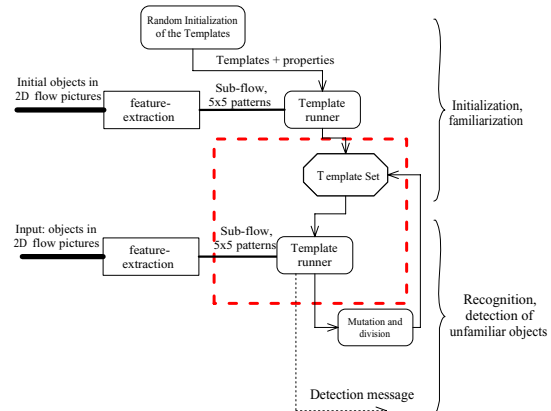 Random Initialization
of the Templates
Templates + properties
Initial objects in
2D flow pictures
feature-
extraction
Sub-flow,
5x5 patterns
Template
runner
Initialization,
familiarization
Template Set
Input: objects in
2D flow pictures
feature-
extraction
Sub-flow,
5x5 patterns
Template
runner
Mutation and
division
Recognition,
detection of
unfamiliar objects
Detection message